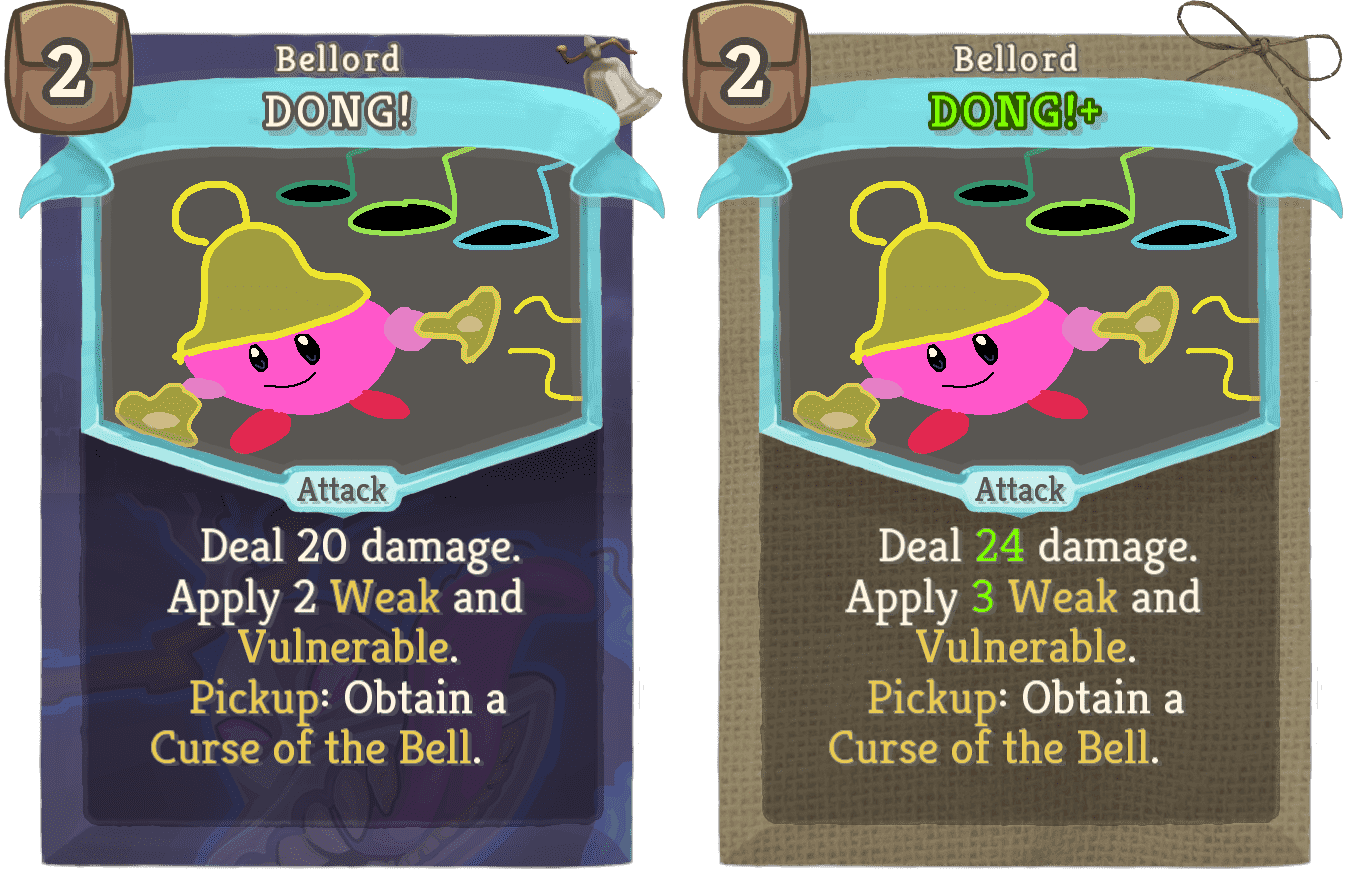 2
Bellord
DONG!
Attack
Deal 20 damage.
Apply 2 Weak and
Vulnerable.
Pickup: Obtain a
Curse of the Bell.
2
Bellord
DONG!+
Attack
Deal 24 damage.
Apply 3 Weak and
Vulnerable.
Pickup: Obtain a
Curse of the Bell.